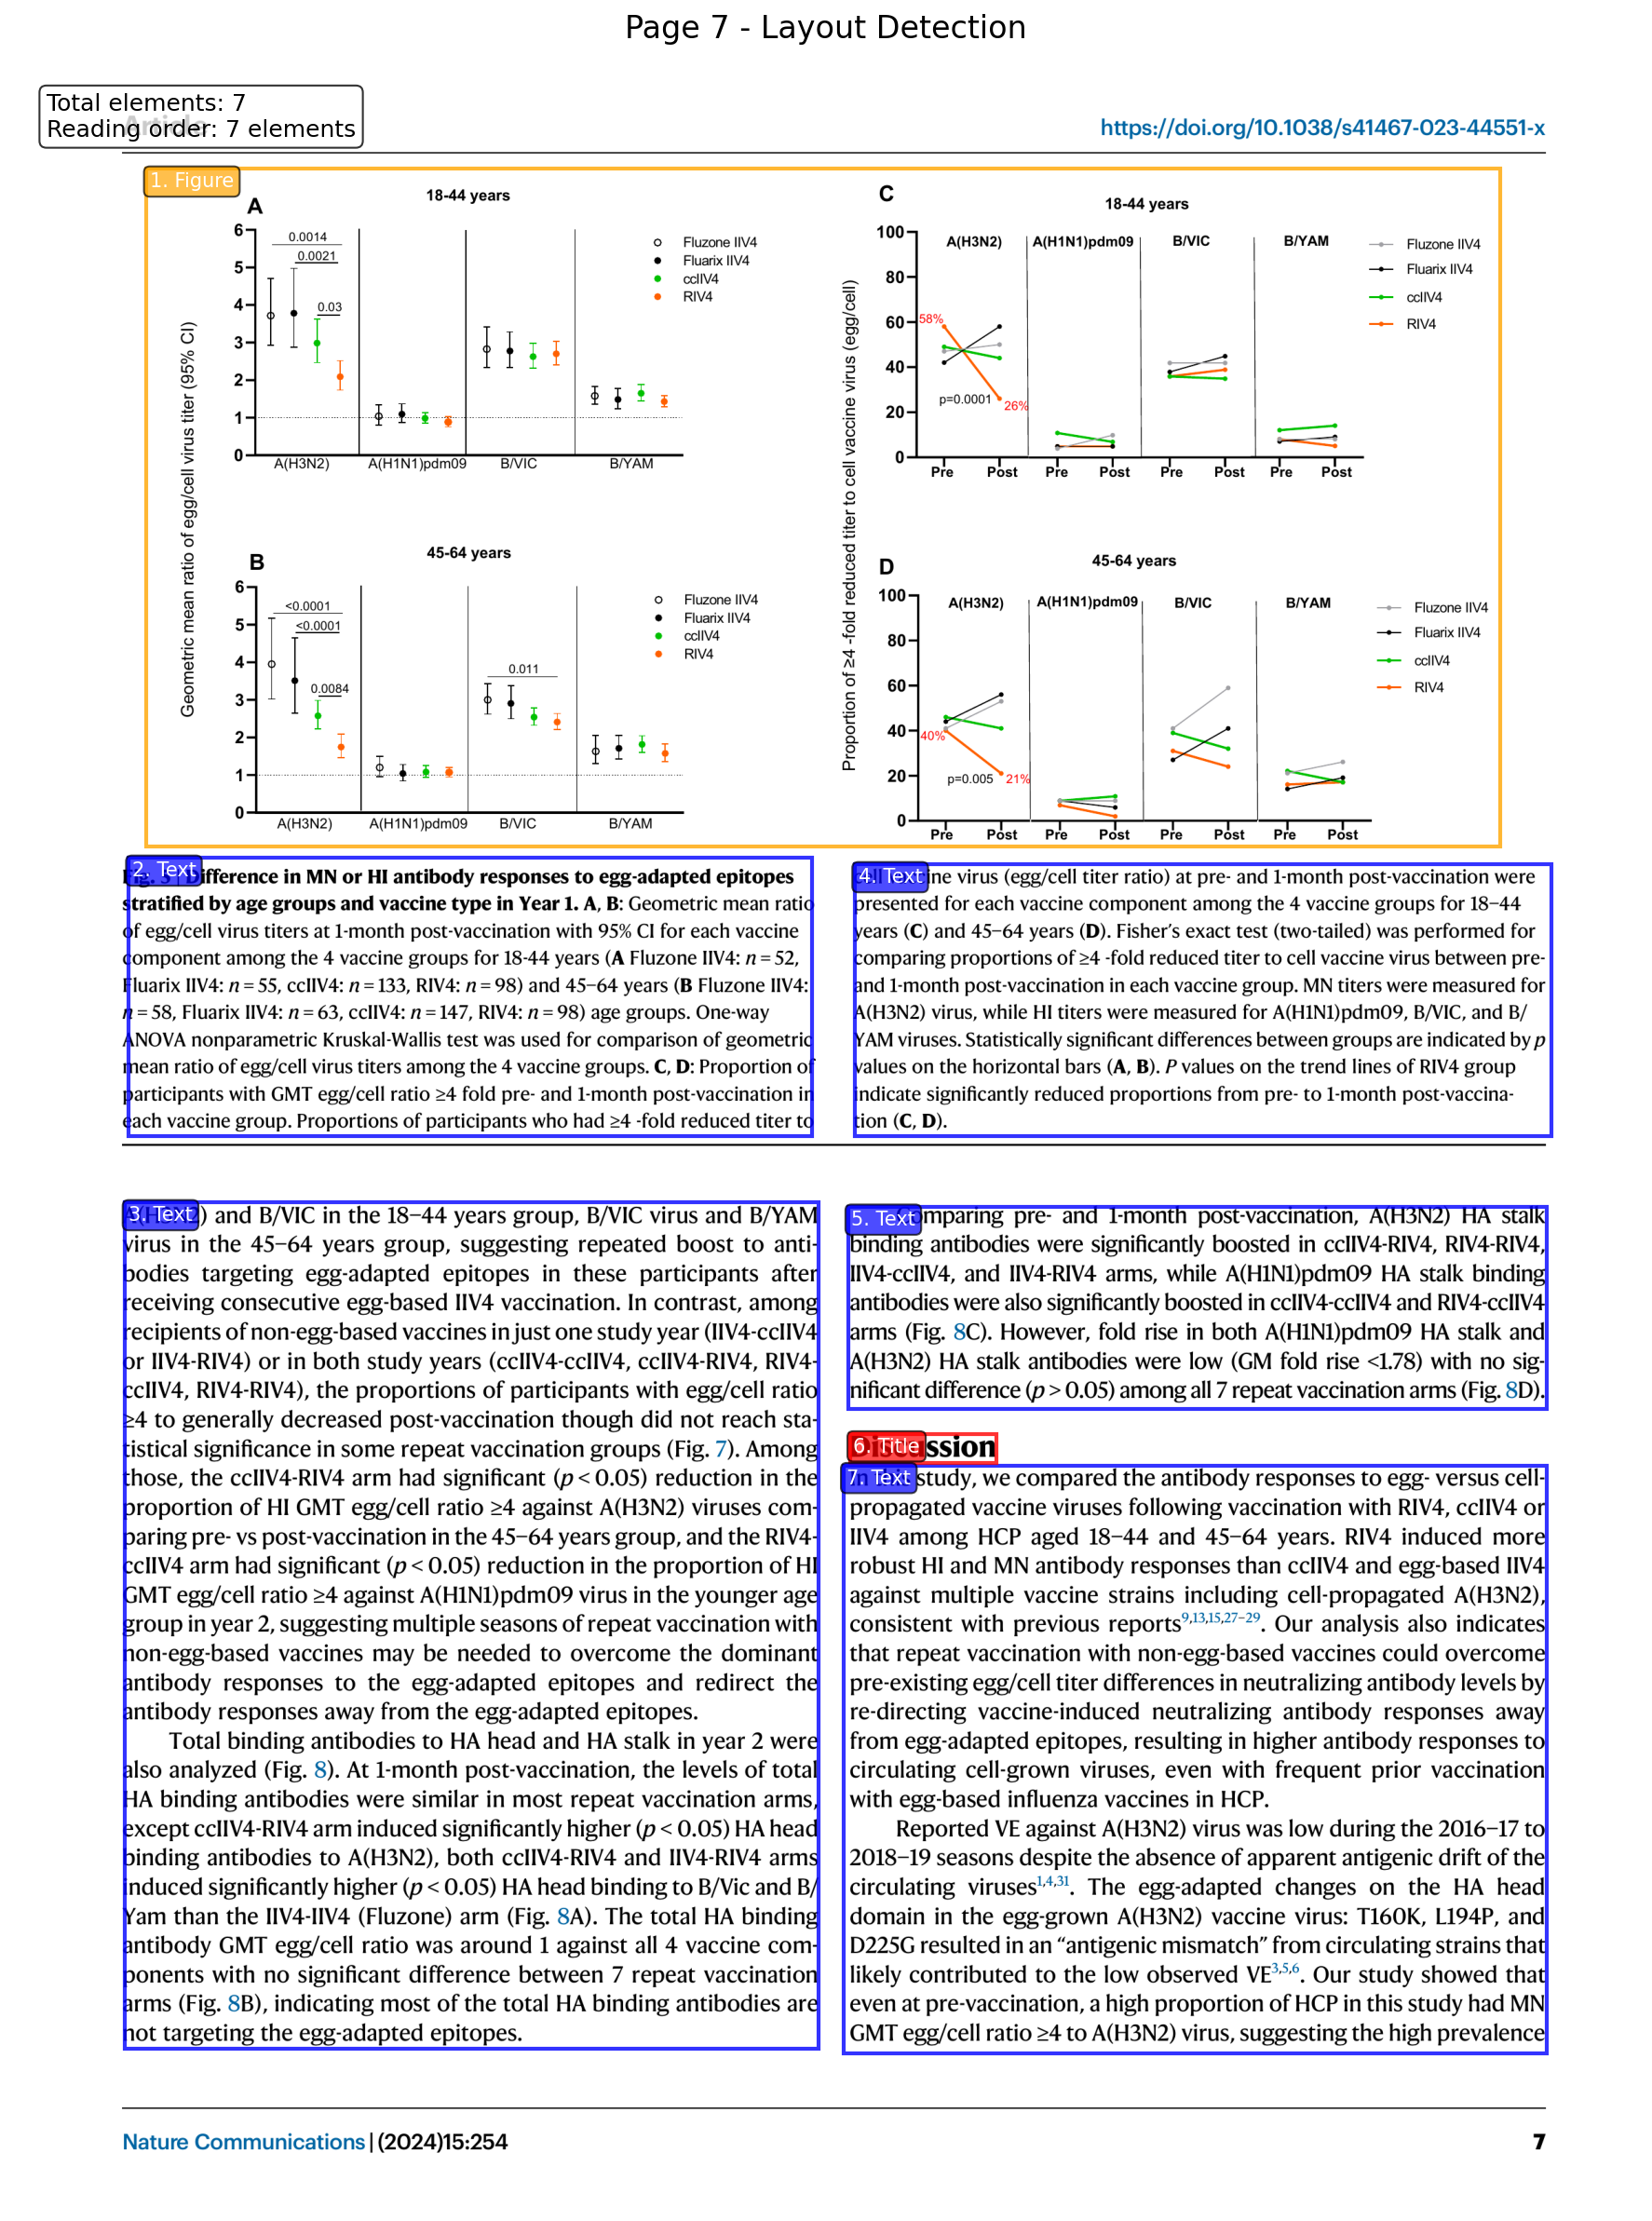 Page 7 - Layout Detection
Total elements: 7
Reading order: 7 elements
Article
https://doi.org/10.1038/s41467-023-44551-x
1. Figure
Geometric mean ratio of egg/cell virus titer (95% CI)
A
18-44 years
6
5
4
3
2
1
0
0.0014
0.0021
0.03
Fluzone IIV4
Fluarix IIV4
ccIIV4
RIV4
A(H3N2) A(H1N1)pdm09 B/VIC B/YAM
B
45-64 years
6
5
4
3
2
1
0
<0.0001
<0.0001
0.0084
0.011
Fluzone IIV4
Fluarix IIV4
ccIIV4
RIV4
A(H3N2) A(H1N1)pdm09 B/VIC B/YAM
Proportion of ≥4 -fold reduced titer to cell vaccine virus (egg/cell)
C
18-44 years
100
80
60
40
20
0
A(H3N2) A(H1N1)pdm09 B/VIC B/YAM
58%
p=0.0001
26%
Fluzone IIV4
Fluarix IIV4
ccIIV4
RIV4
Pre Post Pre Post Pre Post Pre Post
D
45-64 years
100
80
60
40
20
0
A(H3N2) A(H1N1)pdm09 B/VIC B/YAM
40%
p=0.005
21%
Fluzone IIV4
Fluarix IIV4
ccIIV4
RIV4
Pre Post Pre Post Pre Post Pre Post
2. Text
Difference in MN or HI antibody responses to egg-adapted epitopes
stratified by age groups and vaccine type in Year 1. A, B: Geometric mean ratio
of egg/cell virus titers at 1-month post-vaccination with 95% CI for each vaccine
component among the 4 vaccine groups for 18-44 years (A Fluzone IIV4: n = 52,
Fluarix IIV4: n = 55, ccIIV4: n = 133, RIV4: n = 98) and 45–64 years (B Fluzone IIV4:
n = 58, Fluarix IIV4: n = 63, ccIIV4: n = 147, RIV4: n = 98) age groups. One-way
ANOVA nonparametric Kruskal-Wallis test was used for comparison of geometric
mean ratio of egg/cell virus titers among the 4 vaccine groups. C, D: Proportion of
participants with GMT egg/cell ratio ≥4 fold pre- and 1-month post-vaccination in
each vaccine group. Proportions of participants who had ≥4 -fold reduced titer to
3. Text
A(H3N2) and B/VIC in the 18–44 years group, B/VIC virus and B/YAM
virus in the 45–64 years group, suggesting repeated boost to anti-
bodies targeting egg-adapted epitopes in these participants after
receiving consecutive egg-based IIV4 vaccination. In contrast, among
recipients of non-egg-based vaccines in just one study year (IIV4-ccIIV4
or IIV4-RIV4) or in both study years (ccIIV4-ccIIV4, ccIIV4-RIV4, RIV4-
ccIIV4, RIV4-RIV4), the proportions of participants with egg/cell ratio
≥4 to generally decreased post-vaccination though did not reach sta-
tistical significance in some repeat vaccination groups (Fig. 7). Among
those, the ccIIV4-RIV4 arm had significant (p < 0.05) reduction in the
proportion of HI GMT egg/cell ratio ≥4 against A(H3N2) viruses com-
paring pre- vs post-vaccination in the 45–64 years group, and the RIV4-
ccIIV4 arm had significant (p < 0.05) reduction in the proportion of HI
GMT egg/cell ratio ≥4 against A(H1N1)pdm09 virus in the younger age
group in year 2, suggesting multiple seasons of repeat vaccination with
non-egg-based vaccines may be needed to overcome the dominant
antibody responses to the egg-adapted epitopes and redirect the
antibody responses away from the egg-adapted epitopes.
Total binding antibodies to HA head and HA stalk in year 2 were
also analyzed (Fig. 8). At 1-month post-vaccination, the levels of total
HA binding antibodies were similar in most repeat vaccination arms,
except ccIIV4-RIV4 arm induced significantly higher (p < 0.05) HA head
binding antibodies to A(H3N2), both ccIIV4-RIV4 and IIV4-RIV4 arms
induced significantly higher (p < 0.05) HA head binding to B/Vic and B/
Yam than the IIV4-IIV4 (Fluzone) arm (Fig. 8A). The total HA binding
antibody GMT egg/cell ratio was around 1 against all 4 vaccine com-
ponents with no significant difference between 7 repeat vaccination
arms (Fig. 8B), indicating most of the total HA binding antibodies are
not targeting the egg-adapted epitopes.
4. Text
cell vaccine virus (egg/cell titer ratio) at pre- and 1-month post-vaccination were
presented for each vaccine component among the 4 vaccine groups for 18–44
years (C) and 45–64 years (D). Fisher's exact test (two-tailed) was performed for
comparing proportions of ≥4 -fold reduced titer to cell vaccine virus between pre-
and 1-month post-vaccination in each vaccine group. MN titers were measured for
A(H3N2) virus, while HI titers were measured for A(H1N1)pdm09, B/VIC, and B/
YAM viruses. Statistically significant differences between groups are indicated by p
values on the horizontal bars (A, B). P values on the trend lines of RIV4 group
indicate significantly reduced proportions from pre- to 1-month post-vaccina-
tion (C, D).
5. Text
Comparing pre- and 1-month post-vaccination, A(H3N2) HA stalk
binding antibodies were significantly boosted in ccIIV4-RIV4, RIV4-RIV4,
IIV4-ccIIV4, and IIV4-RIV4 arms, while A(H1N1)pdm09 HA stalk binding
antibodies were also significantly boosted in ccIIV4-ccIIV4 and RIV4-ccIIV4
arms (Fig. 8C). However, fold rise in both A(H1N1)pdm09 HA stalk and
A(H3N2) HA stalk antibodies were low (GM fold rise <1.78) with no sig-
nificant difference (p > 0.05) among all 7 repeat vaccination arms (Fig. 8D).
6. Title
Discussion
7. Text
In this study, we compared the antibody responses to egg- versus cell-
propagated vaccine viruses following vaccination with RIV4, ccIIV4 or
IIV4 among HCP aged 18–44 and 45–64 years. RIV4 induced more
robust HI and MN antibody responses than ccIIV4 and egg-based IIV4
against multiple vaccine strains including cell-propagated A(H3N2),
consistent with previous reports9,13,15,27–29. Our analysis also indicates
that repeat vaccination with non-egg-based vaccines could overcome
pre-existing egg/cell titer differences in neutralizing antibody levels by
re-directing vaccine-induced neutralizing antibody responses away
from egg-adapted epitopes, resulting in higher antibody responses to
circulating cell-grown viruses, even with frequent prior vaccination
with egg-based influenza vaccines in HCP.
Reported VE against A(H3N2) virus was low during the 2016–17 to
2018–19 seasons despite the absence of apparent antigenic drift of the
circulating viruses1,4,31. The egg-adapted changes on the HA head
domain in the egg-grown A(H3N2) vaccine virus: T160K, L194P, and
D225G resulted in an “antigenic mismatch” from circulating strains that
likely contributed to the low observed VE3,5,6. Our study showed that
even at pre-vaccination, a high proportion of HCP in this study had MN
GMT egg/cell ratio ≥4 to A(H3N2) virus, suggesting the high prevalence
Nature Communications | (2024)15:254
7